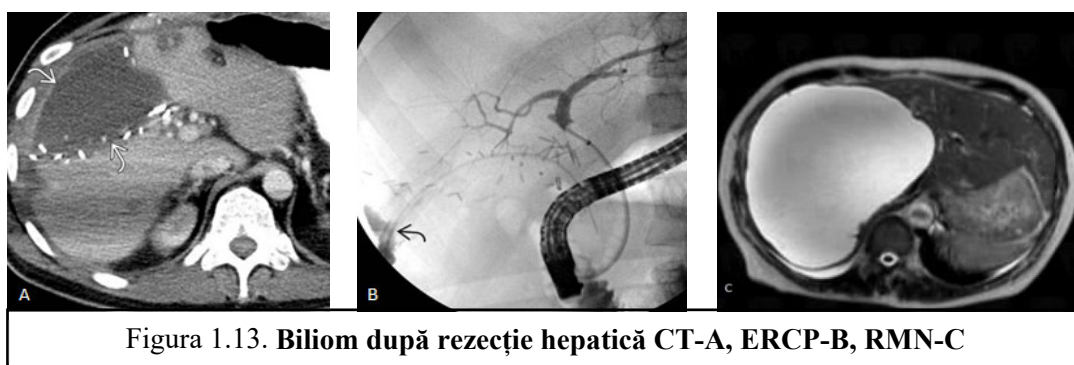 A
B
C
Figura 1.13. Biliom după rezecție hepatică CT-A, ERCP-B, RMN-C